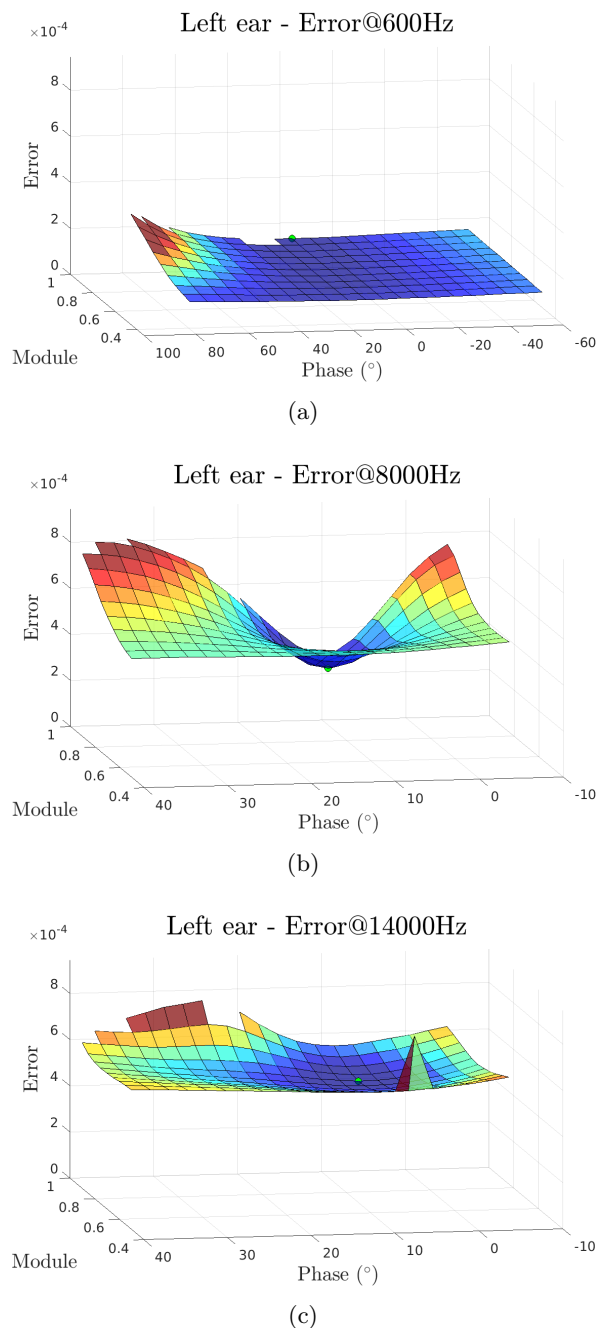 Left ear - Error@600Hz
×10-4
8
6
4
2
0
Error
1
0.8
0.6
0.4
Module
100 80 60 40 20 0 -20 -40 -60
Phase (°)
(a)
Left ear - Error@8000Hz
×10-4
8
6
4
2
0
Error
1
0.8
0.6
0.4
Module
40 30 20 10 0 -10
Phase (°)
(b)
Left ear - Error@14000Hz
×10-4
8
6
4
2
0
Error
1
0.8
0.6
0.4
Module
40 30 20 10 0 -10
Phase (°)
(c)